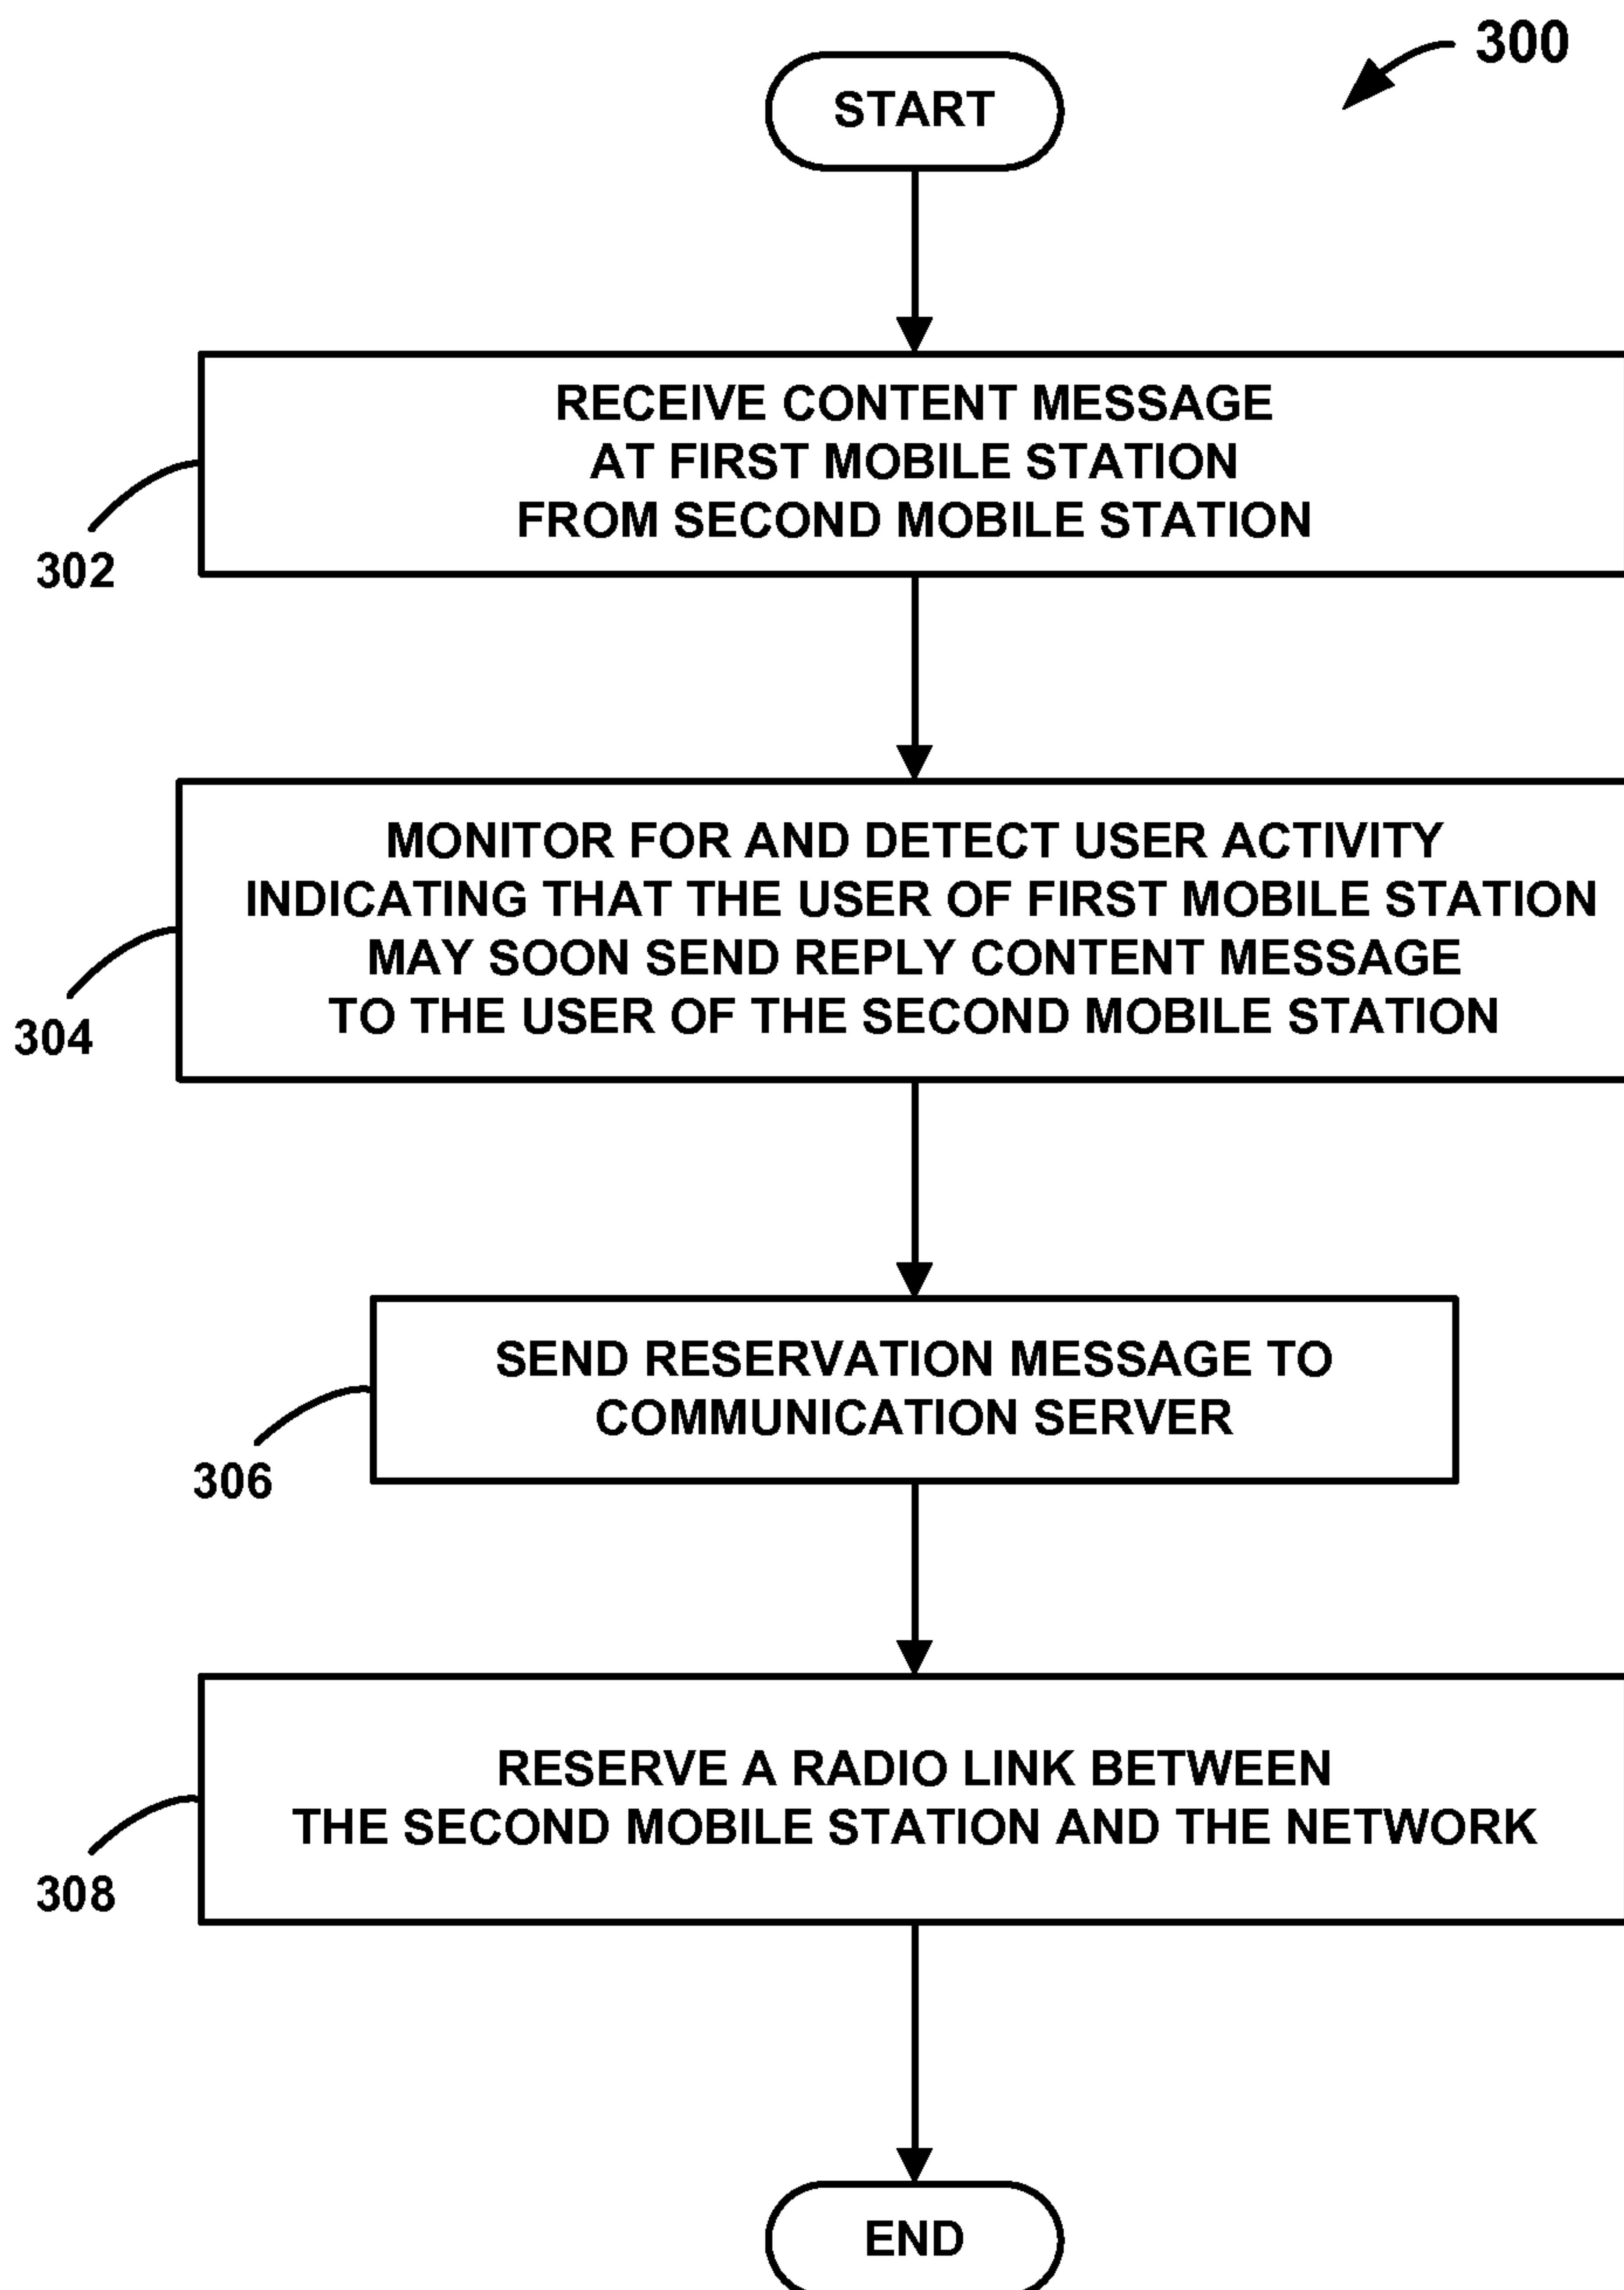 300
START
RECEIVE CONTENT MESSAGE
AT FIRST MOBILE STATION
FROM SECOND MOBILE STATION
302
MONITOR FOR AND DETECT USER ACTIVITY
INDICATING THAT THE USER OF FIRST MOBILE STATION
MAY SOON SEND REPLY CONTENT MESSAGE
TO THE USER OF THE SECOND MOBILE STATION
304
SEND RESERVATION MESSAGE TO
COMMUNICATION SERVER
306
RESERVE A RADIO LINK BETWEEN
THE SECOND MOBILE STATION AND THE NETWORK
308
END